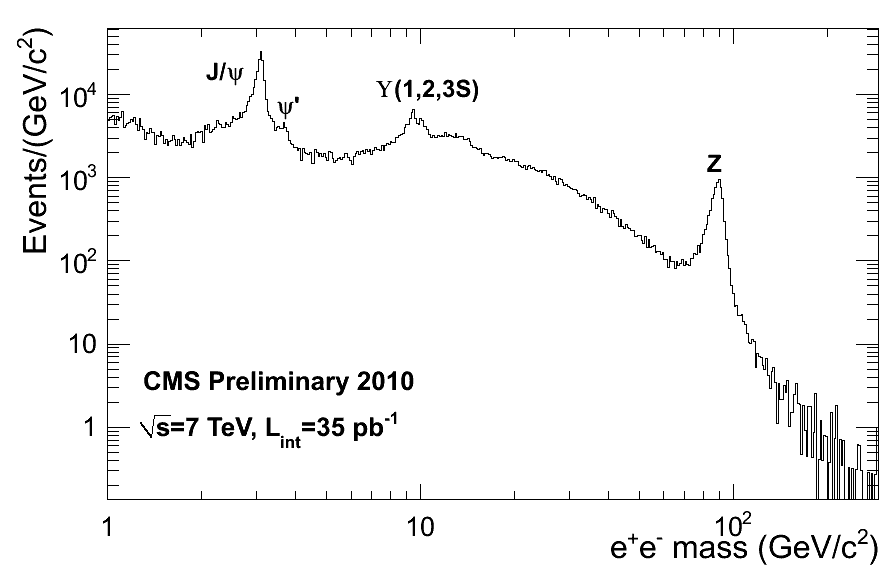 Events/(GeV/c²)
10⁴
10³
10²
10
1
J/ψ
ψ'
ϒ(1,2,3S)
Z
CMS Preliminary 2010
√s=7 TeV, L_int=35 pb⁻¹
1
10
10²
e⁺e⁻ mass (GeV/c²)